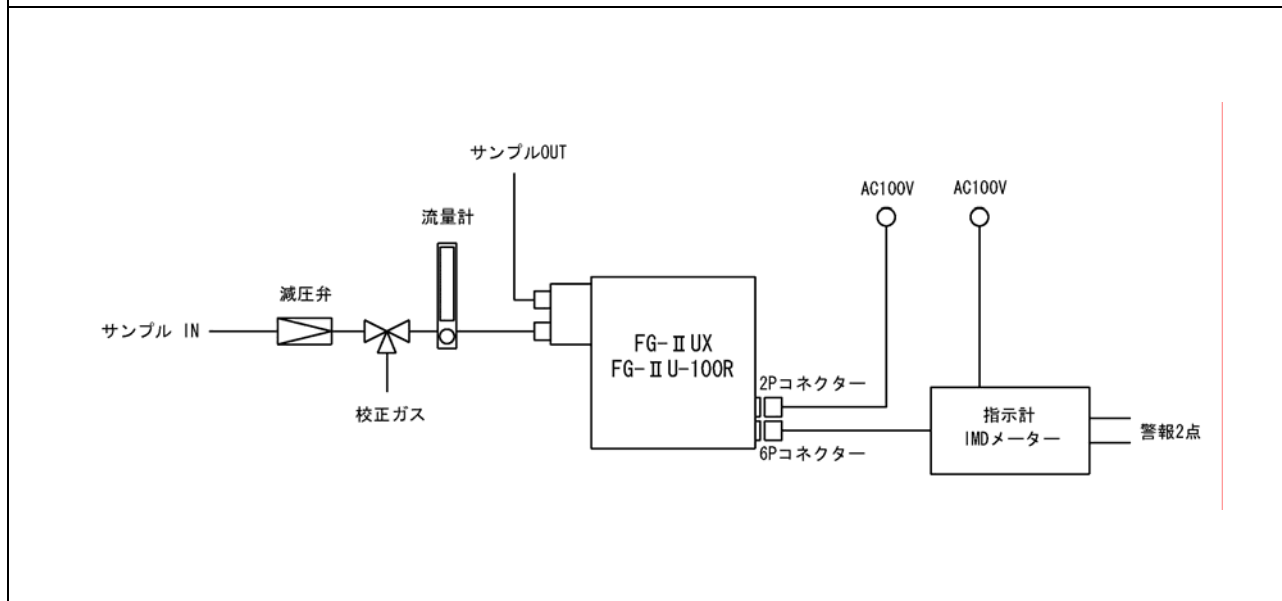 サンプルOUT
AC100V
AC100V
流量計
減圧弁
サンプル IN
校正ガス
FG-ⅡUX
FG-ⅡU-100R
2Pコネクター
6Pコネクター
指示計
IMDメーター
警報2点